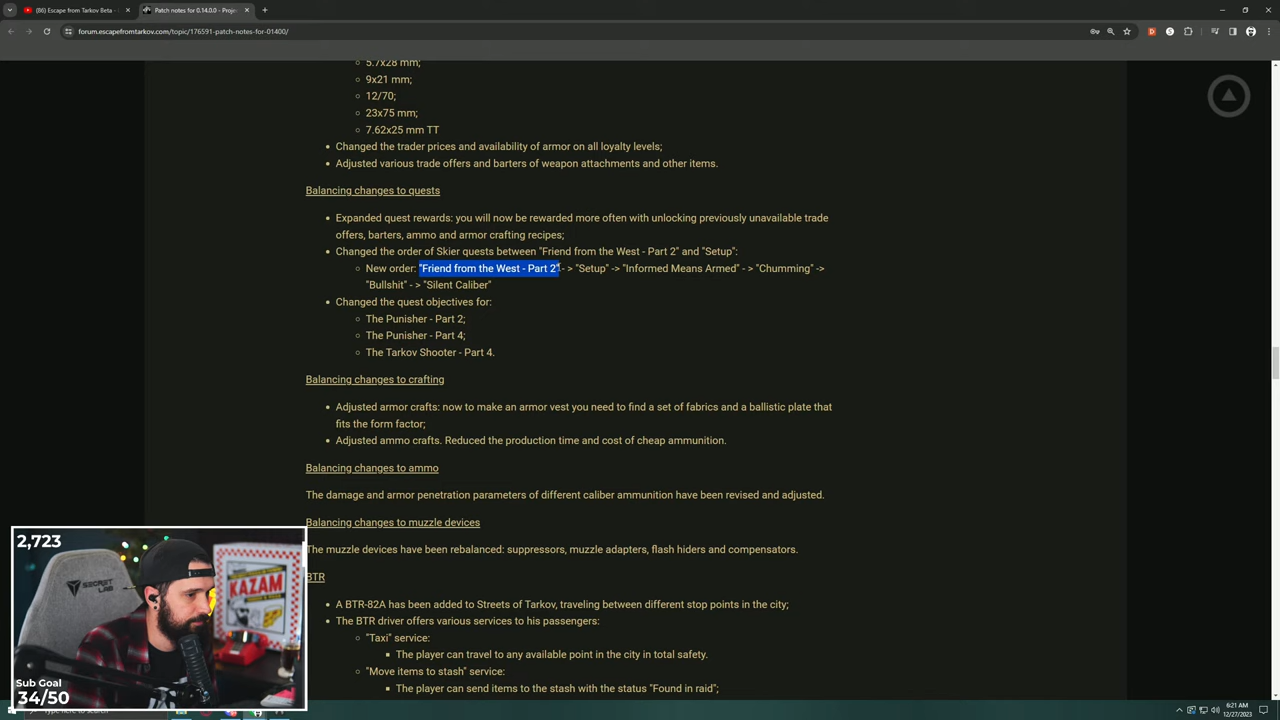 (B6) Escape from Tarkov Beta -
Patch notes for 0.14.0.0 - Proje
forum.escapefromtarkov.com/topic/176591-patch-notes-for-01400/
5.7x28 mm;
9x21 mm;
12/70;
23x75 mm;
7.62x25 mm TT
Changed the trader prices and availability of armor on all loyalty levels;
Adjusted various trade offers and barters of weapon attachments and other items.
Balancing changes to quests
Expanded quest rewards: you will now be rewarded more often with unlocking previously unavailable trade
offers, barters, ammo and armor crafting recipes;
Changed the order of Skier quests between "Friend from the West - Part 2" and "Setup":
New order: "Friend from the West - Part 2" - > "Setup" -> "Informed Means Armed" - > "Chumming" ->
"Bullshit" - > "Silent Caliber"
Changed the quest objectives for:
The Punisher - Part 2;
The Punisher - Part 4;
The Tarkov Shooter - Part 4.
Balancing changes to crafting
Adjusted armor crafts: now to make an armor vest you need to find a set of fabrics and a ballistic plate that
fits the form factor;
Adjusted ammo crafts. Reduced the production time and cost of cheap ammunition.
Balancing changes to ammo
The damage and armor penetration parameters of different caliber ammunition have been revised and adjusted.
Balancing changes to muzzle devices
The muzzle devices have been rebalanced: suppressors, muzzle adapters, flash hiders and compensators.
BTR
A BTR-82A has been added to Streets of Tarkov, traveling between different stop points in the city;
The BTR driver offers various services to his passengers:
"Taxi" service:
The player can travel to any available point in the city in total safety.
"Move items to stash" service:
The player can send items to the stash with the status "Found in raid";
2,723
SECRETLAB
KAZAM
Sub Goal
34/50
6:21 AM
12/27/2023